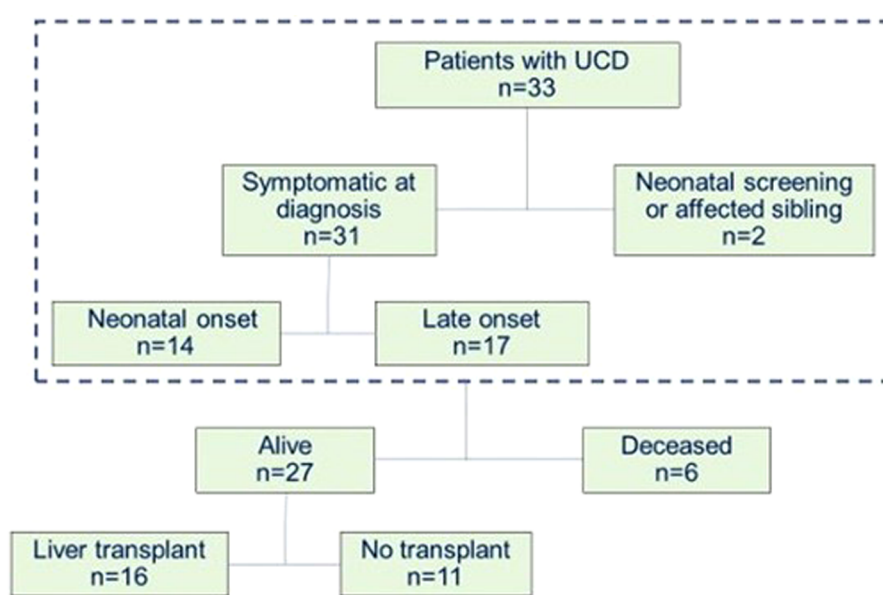 Patients with UCD
n=33
Symptomatic at
diagnosis
n=31
Neonatal screening
or affected sibling
n=2
Neonatal onset
n=14
Late onset
n=17
Alive
n=27
Deceased
n=6
Liver transplant
n=16
No transplant
n=11